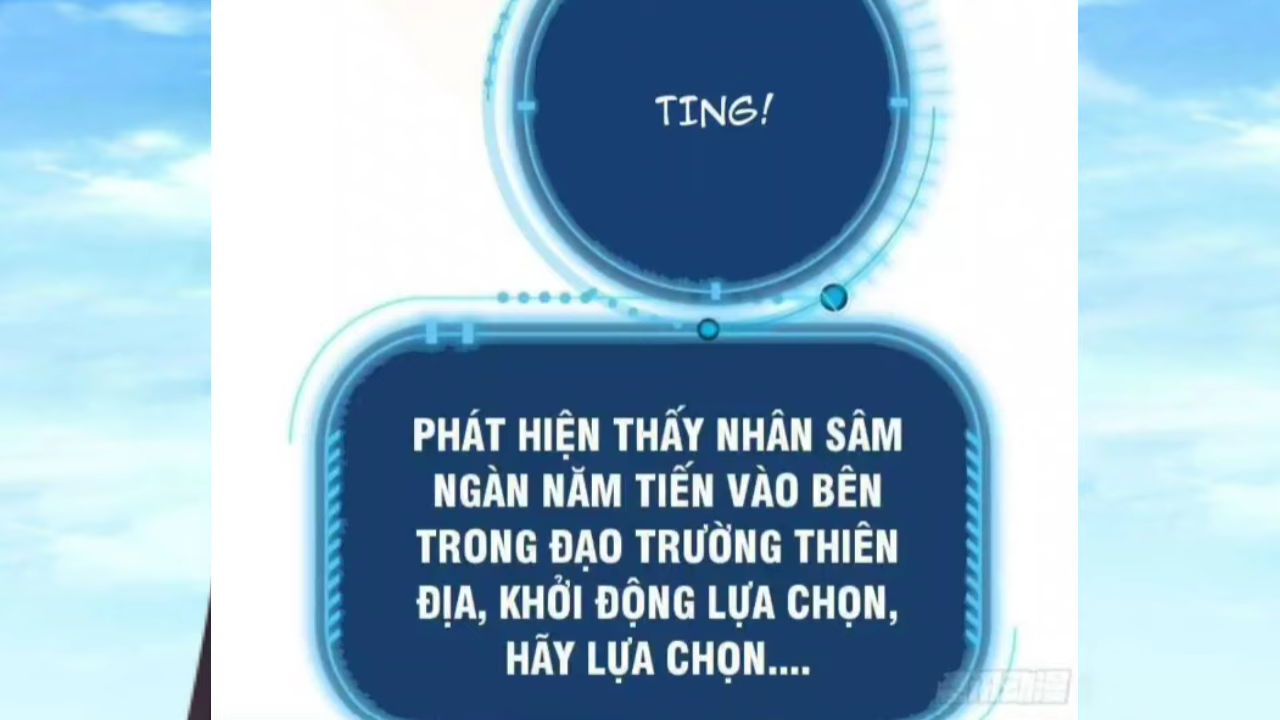 TING!
PHÁT HIỆN THẤY NHÂN SÂM
NGÀN NĂM TIẾN VÀO BÊN
TRONG ĐẠO TRƯỜNG THIÊN
ĐỊA, KHỞI ĐỘNG LỰA CHỌN,
HÃY LỰA CHỌN....